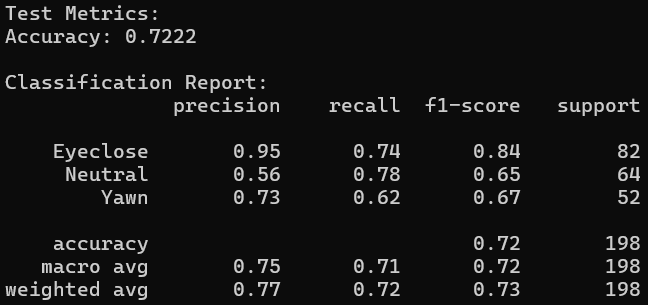 Test Metrics:
Accuracy: 0.7222
Classification Report:
precision recall f1-score support
Eyeclose 0.95 0.74 0.84 82
Neutral 0.56 0.78 0.65 64
Yawn 0.73 0.62 0.67 52
accuracy 0.72 198
macro avg 0.75 0.71 0.72 198
weighted avg 0.77 0.72 0.73 198